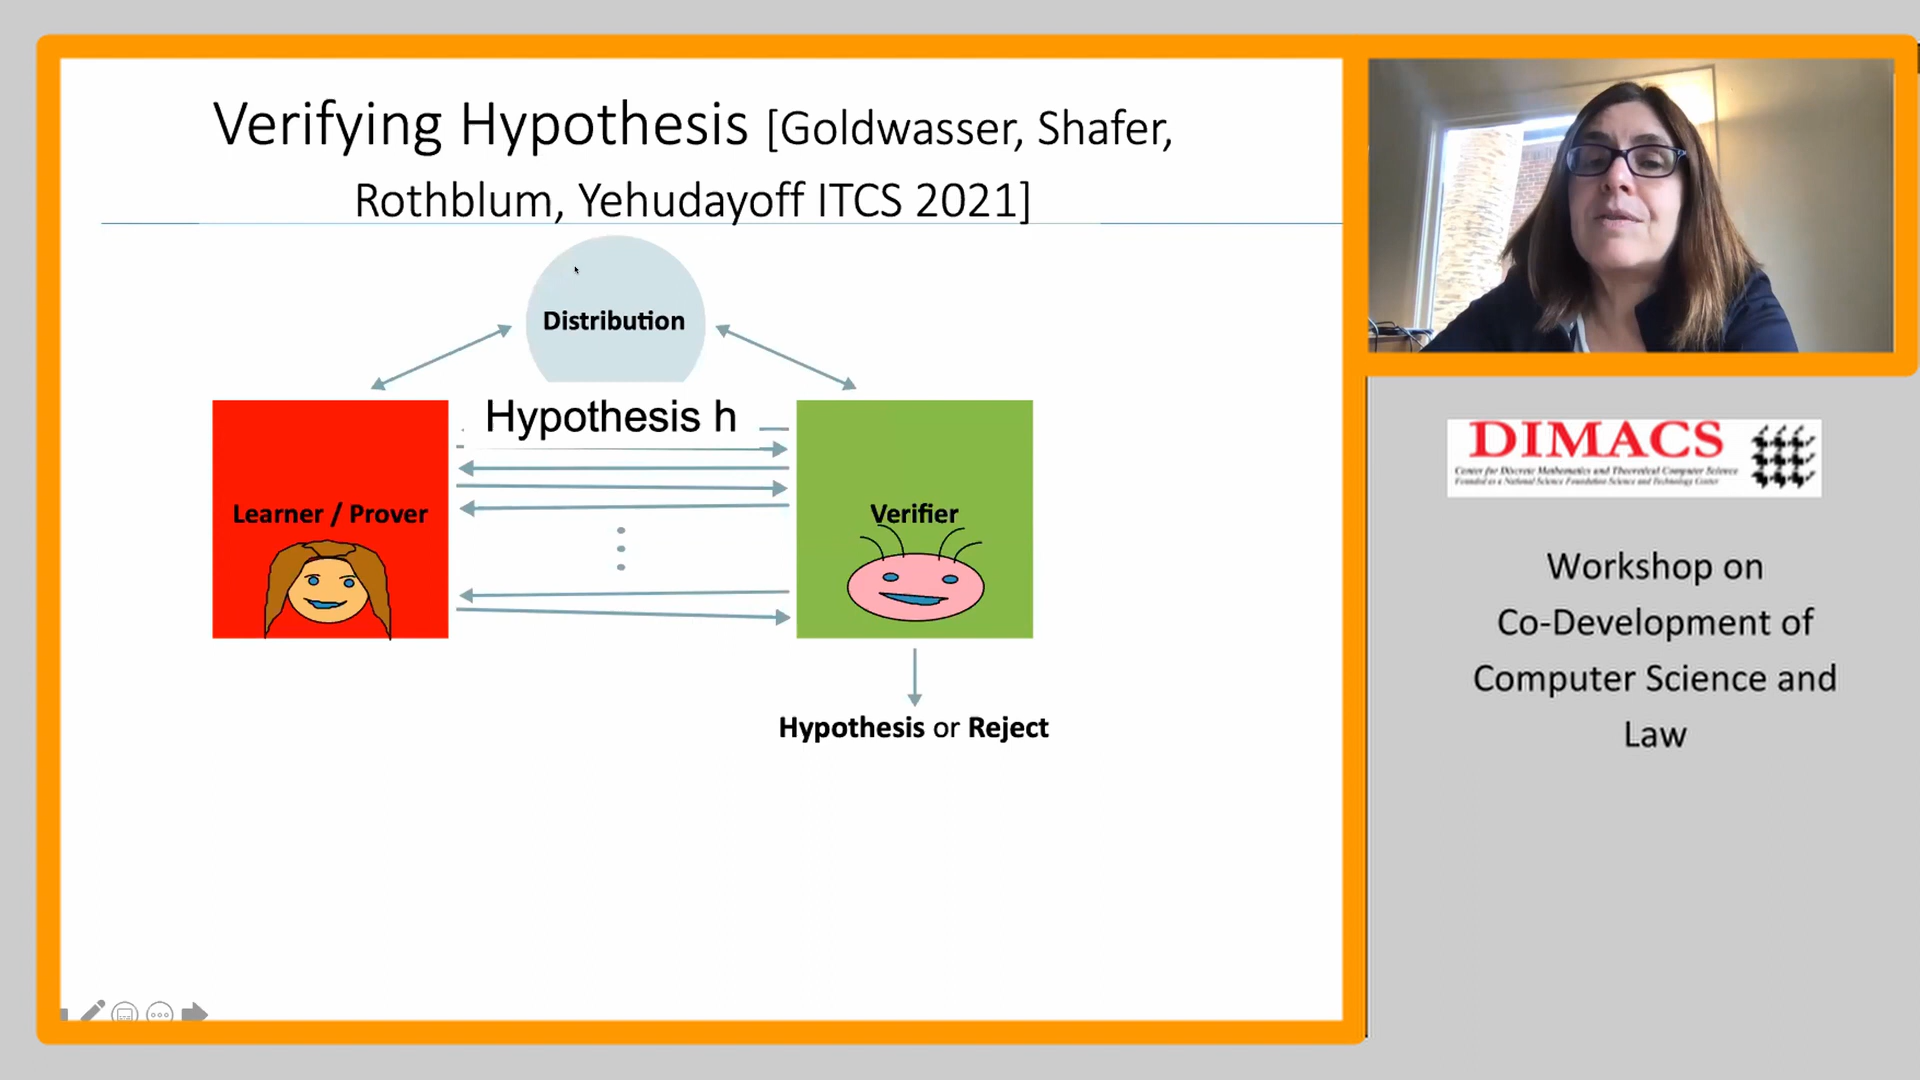 Verifying Hypothesis [Goldwasser, Shafer,
Rothblum, Yehudayoff ITCS 2021]
Distribution
Hypothesis h
Learner / Prover
Verifier
Hypothesis or Reject
DIMACS
Center for Discrete Mathematics and Theoretical Computer Science
Founded as a National Science Foundation Science and Technology Center
Workshop on
Co-Development of
Computer Science and
Law